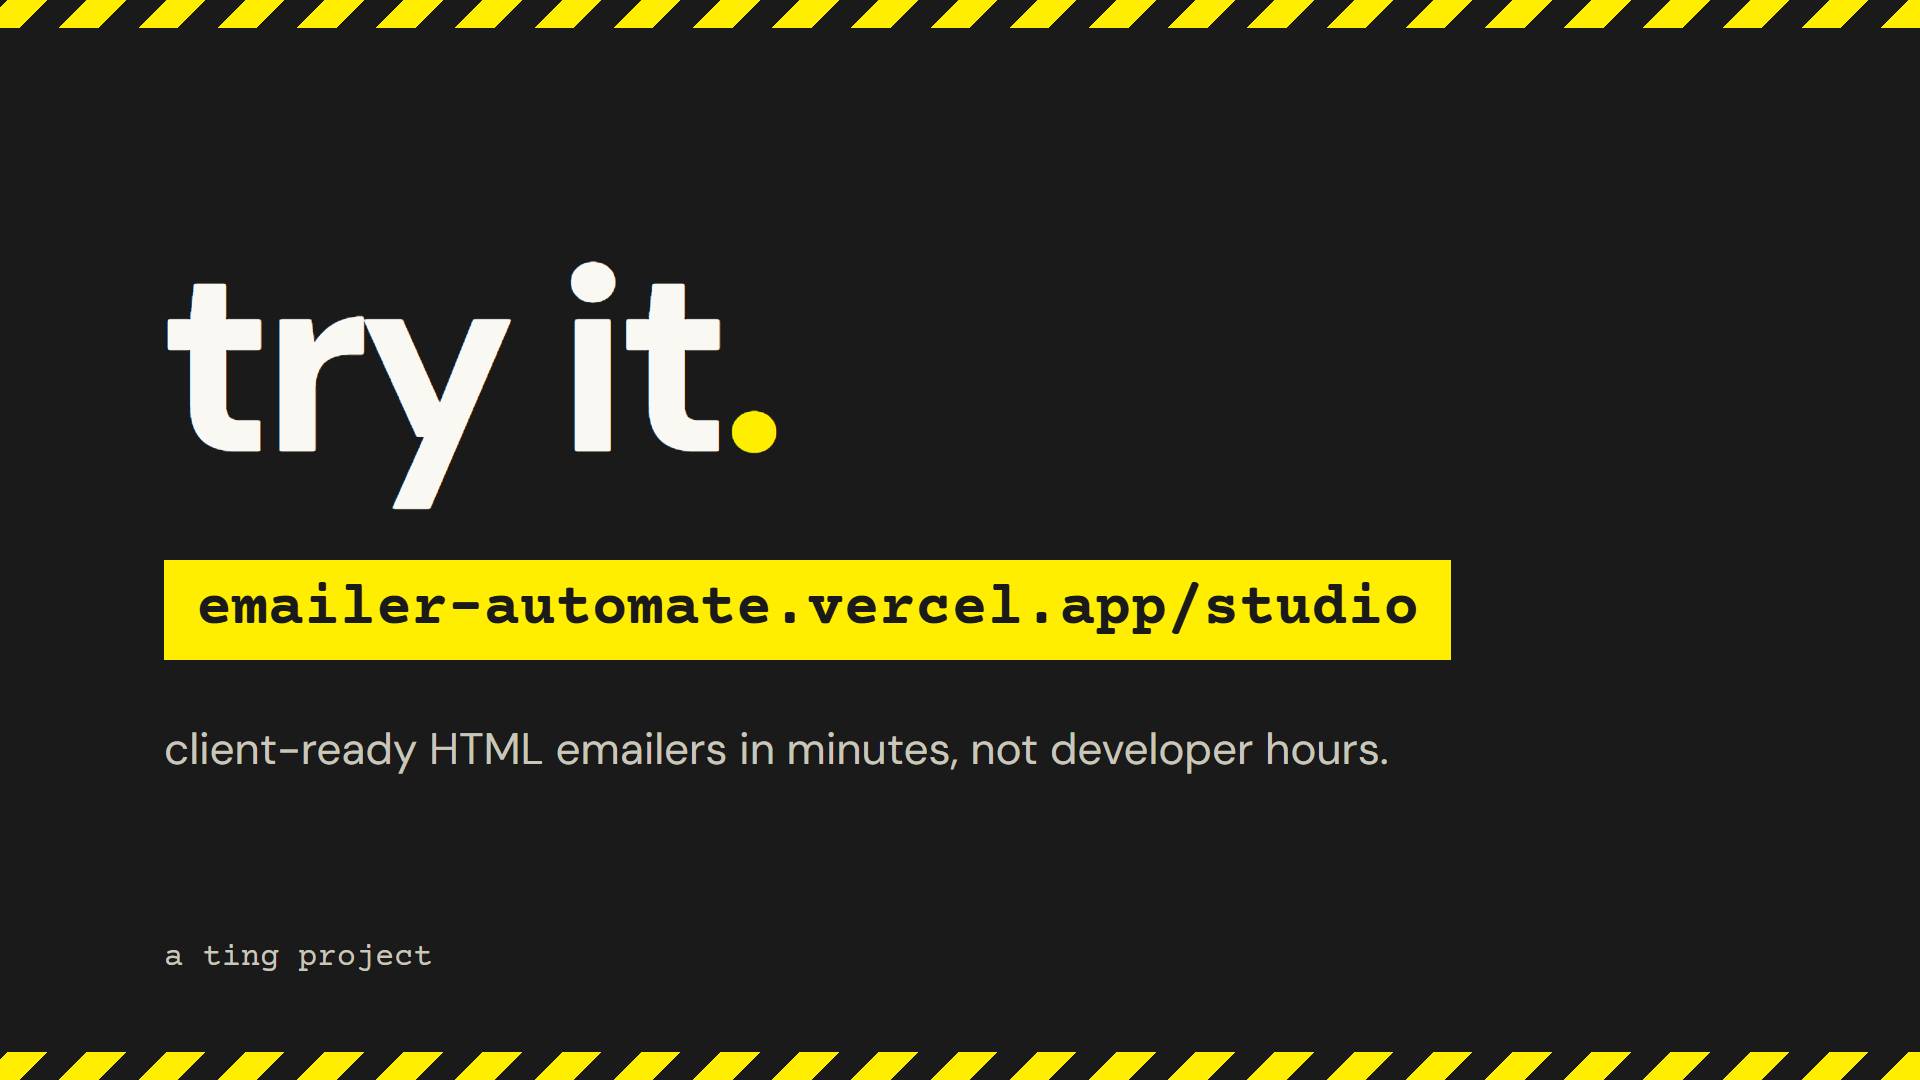 try it.
emailer-automate.vercel.app/studio
client-ready HTML emailers in minutes, not developer hours.
a ting project